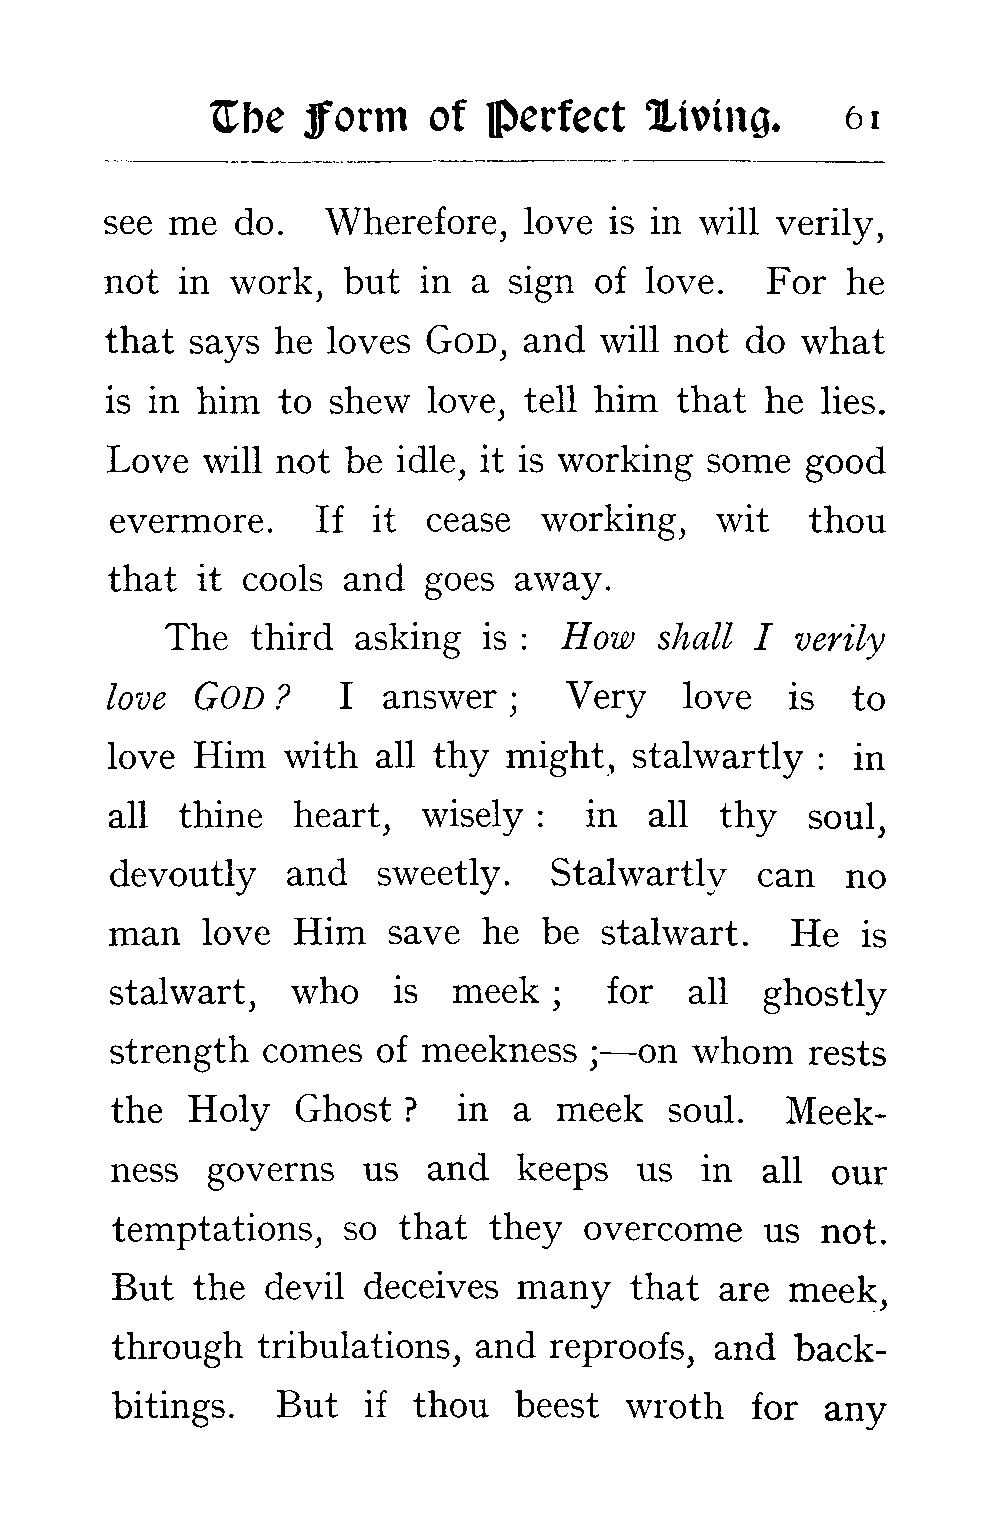 The Form of Perfect Living. 61
see me do. Wherefore, love is in will verily,
not in work, but in a sign of love. For he
that says he loves GOD, and will not do what
is in him to shew love, tell him that he lies.
Love will not be idle, it is working some good
evermore. If it cease working, wit thou
that it cools and goes away.
The third asking is : How shall I verily
love GOD ? I answer ; Very love is to
love Him with all thy might, stalwartly : in
all thine heart, wisely : in all thy soul,
devoutly and sweetly. Stalwartly can no
man love Him save he be stalwart. He is
stalwart, who is meek ; for all ghostly
strength comes of meekness ;—on whom rests
the Holy Ghost ? in a meek soul. Meek-
ness governs us and keeps us in all our
temptations, so that they overcome us not.
But the devil deceives many that are meek,
through tribulations, and reproofs, and back-
bitings. But if thou beest wroth for any